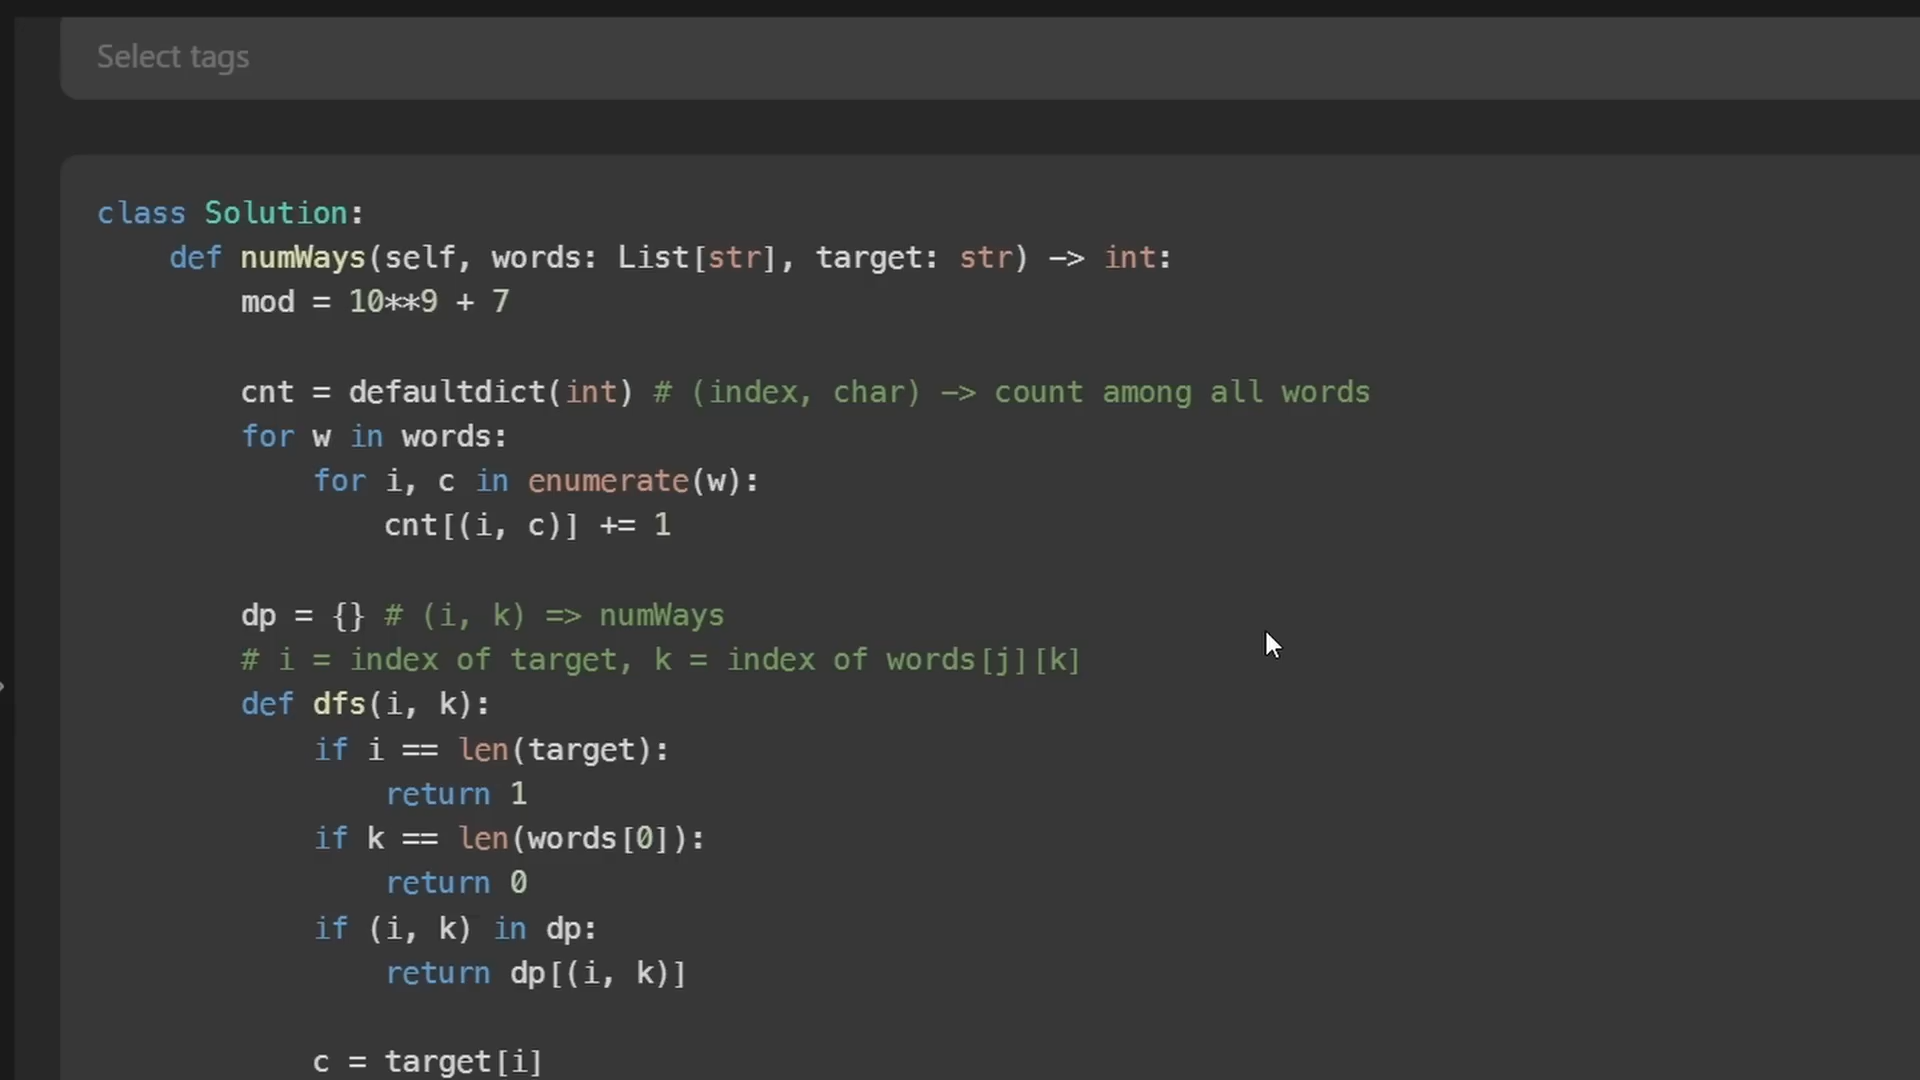 Select tags
class Solution:
    def numWays(self, words: List[str], target: str) -> int:
        mod = 10**9 + 7

        cnt = defaultdict(int) # (index, char) -> count among all words
        for w in words:
            for i, c in enumerate(w):
                cnt[(i, c)] += 1

        dp = {} # (i, k) => numWays
        # i = index of target, k = index of words[j][k]
        def dfs(i, k):
            if i == len(target):
                return 1
            if k == len(words[0]):
                return 0
            if (i, k) in dp:
                return dp[(i, k)]

            c = target[i]